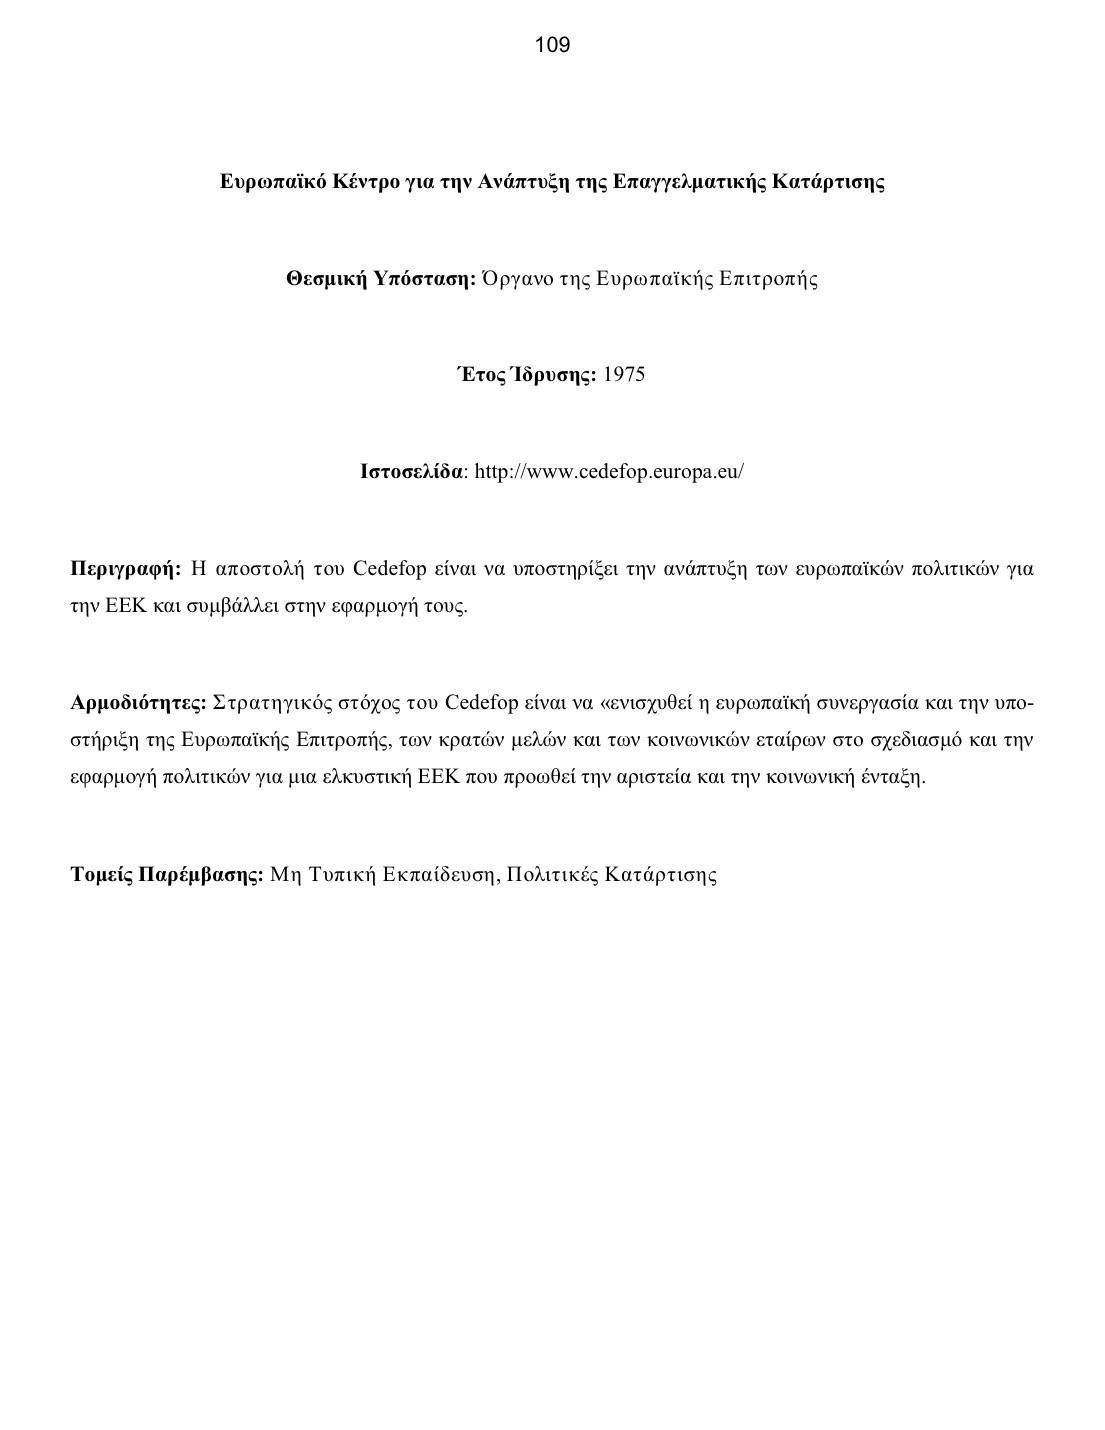 109
Ευρωπαϊκό Κέντρο για την Ανάπτυξη της Επαγγελματικής Κατάρτισης
Θεσμική Υπόσταση: Όργανο της Ευρωπαϊκής Επιτροπής
Έτος Ίδρυσης: 1975
Ιστοσελίδα: http://www.cedefop.europa.eu/
Περιγραφή: Η αποστολή του Cedefop είναι να υποστηρίξει την ανάπτυξη των ευρωπαϊκών πολιτικών για
την ΕΕΚ και συμβάλλει στην εφαρμογή τους.
Αρμοδιότητες: Στρατηγικός στόχος του Cedefop είναι να «ενισχυθεί η ευρωπαϊκή συνεργασία και την υπο-
στήριξη της Ευρωπαϊκής Επιτροπής, των κρατών μελών και των κοινωνικών εταίρων στο σχεδιασμό και την
εφαρμογή πολιτικών για μια ελκυστική ΕΕΚ που προωθεί την αριστεία και την κοινωνική ένταξη.
Τομείς Παρέμβασης: Μη Τυπική Εκπαίδευση, Πολιτικές Κατάρτισης